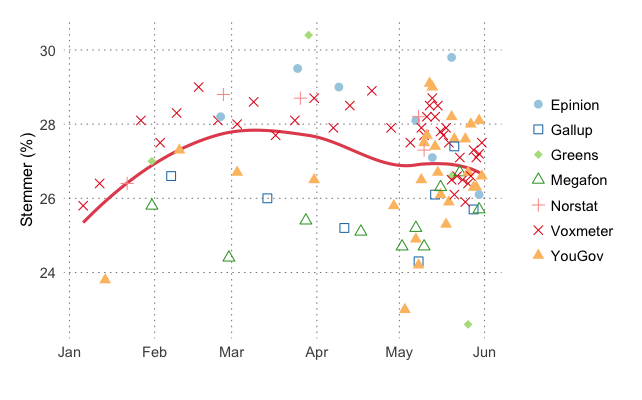 Stemmer (%)
30
28
26
24
Jan
Feb
Mar
Apr
May
Jun
Epinion
Gallup
Greens
Megafon
Norstat
Voxmeter
YouGov